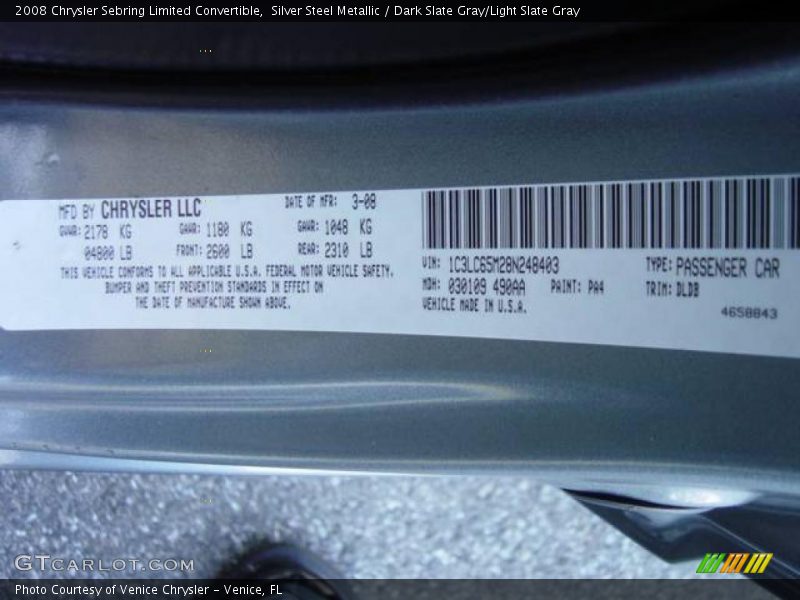 2008 Chrysler Sebring Limited Convertible,  Silver Steel Metallic / Dark Slate Gray/Light Slate Gray
MFD BY CHRYSLER LLC DATE OF MFR: 3-08
GVWR: 2178 KG GAWR: 1180 KG GAWR: 1048 KG
04800 LB FRONT: 2600 LB REAR: 2310 LB
THIS VEHICLE CONFORMS TO ALL APPLICABLE U.S.A. FEDERAL MOTOR VEHICLE SAFETY,
BUMPER AND THEFT PREVENTION STANDARDS IN EFFECT ON
THE DATE OF MANUFACTURE SHOWN ABOVE.
VIN: 1C3LC65M28N248403 TYPE: PASSENGER CAR
MDH: 030109 490AA PAINT: PA4 TRIM: DLDB
VEHICLE MADE IN U.S.A.
4658843
GTCARLOT.COM
Photo Courtesy of Venice Chrysler – Venice, FL